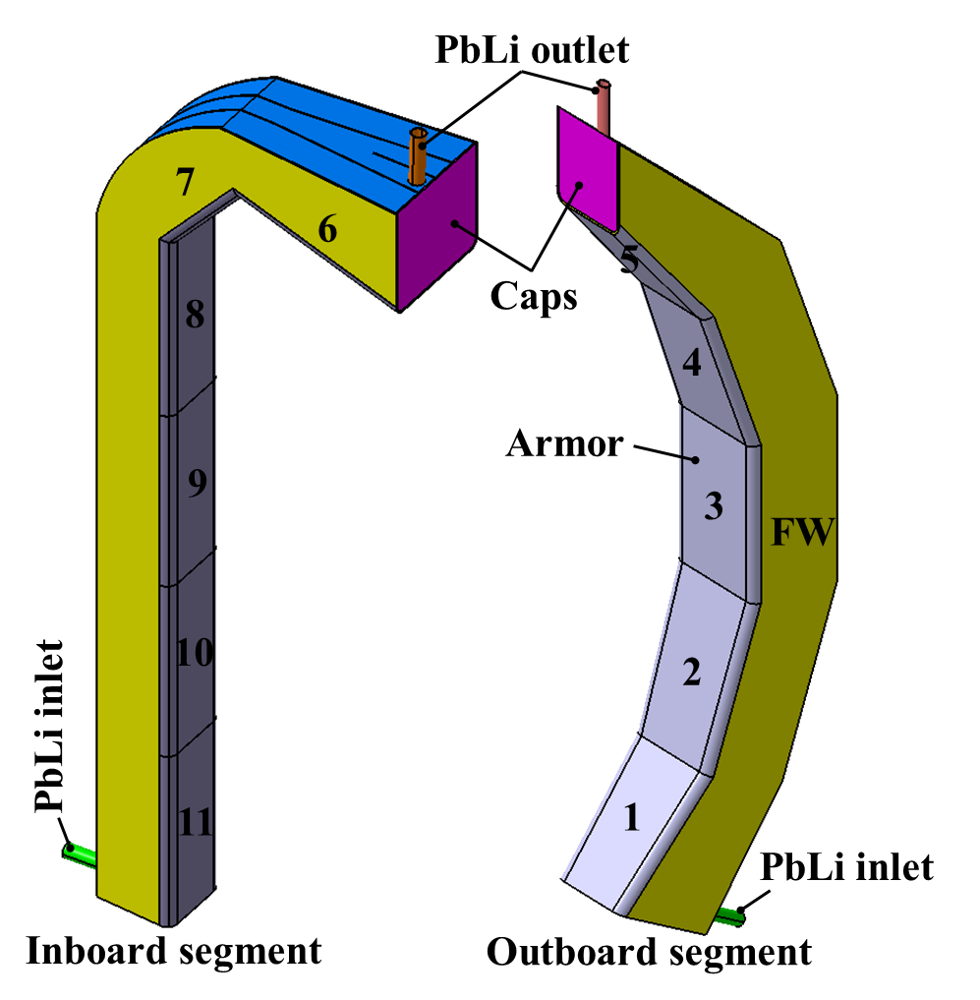 PbLi outlet
7
6
5
Caps
8
4
Armor
9
3
FW
10
2
PbLi inlet
11
1
PbLi inlet
Inboard segment
Outboard segment